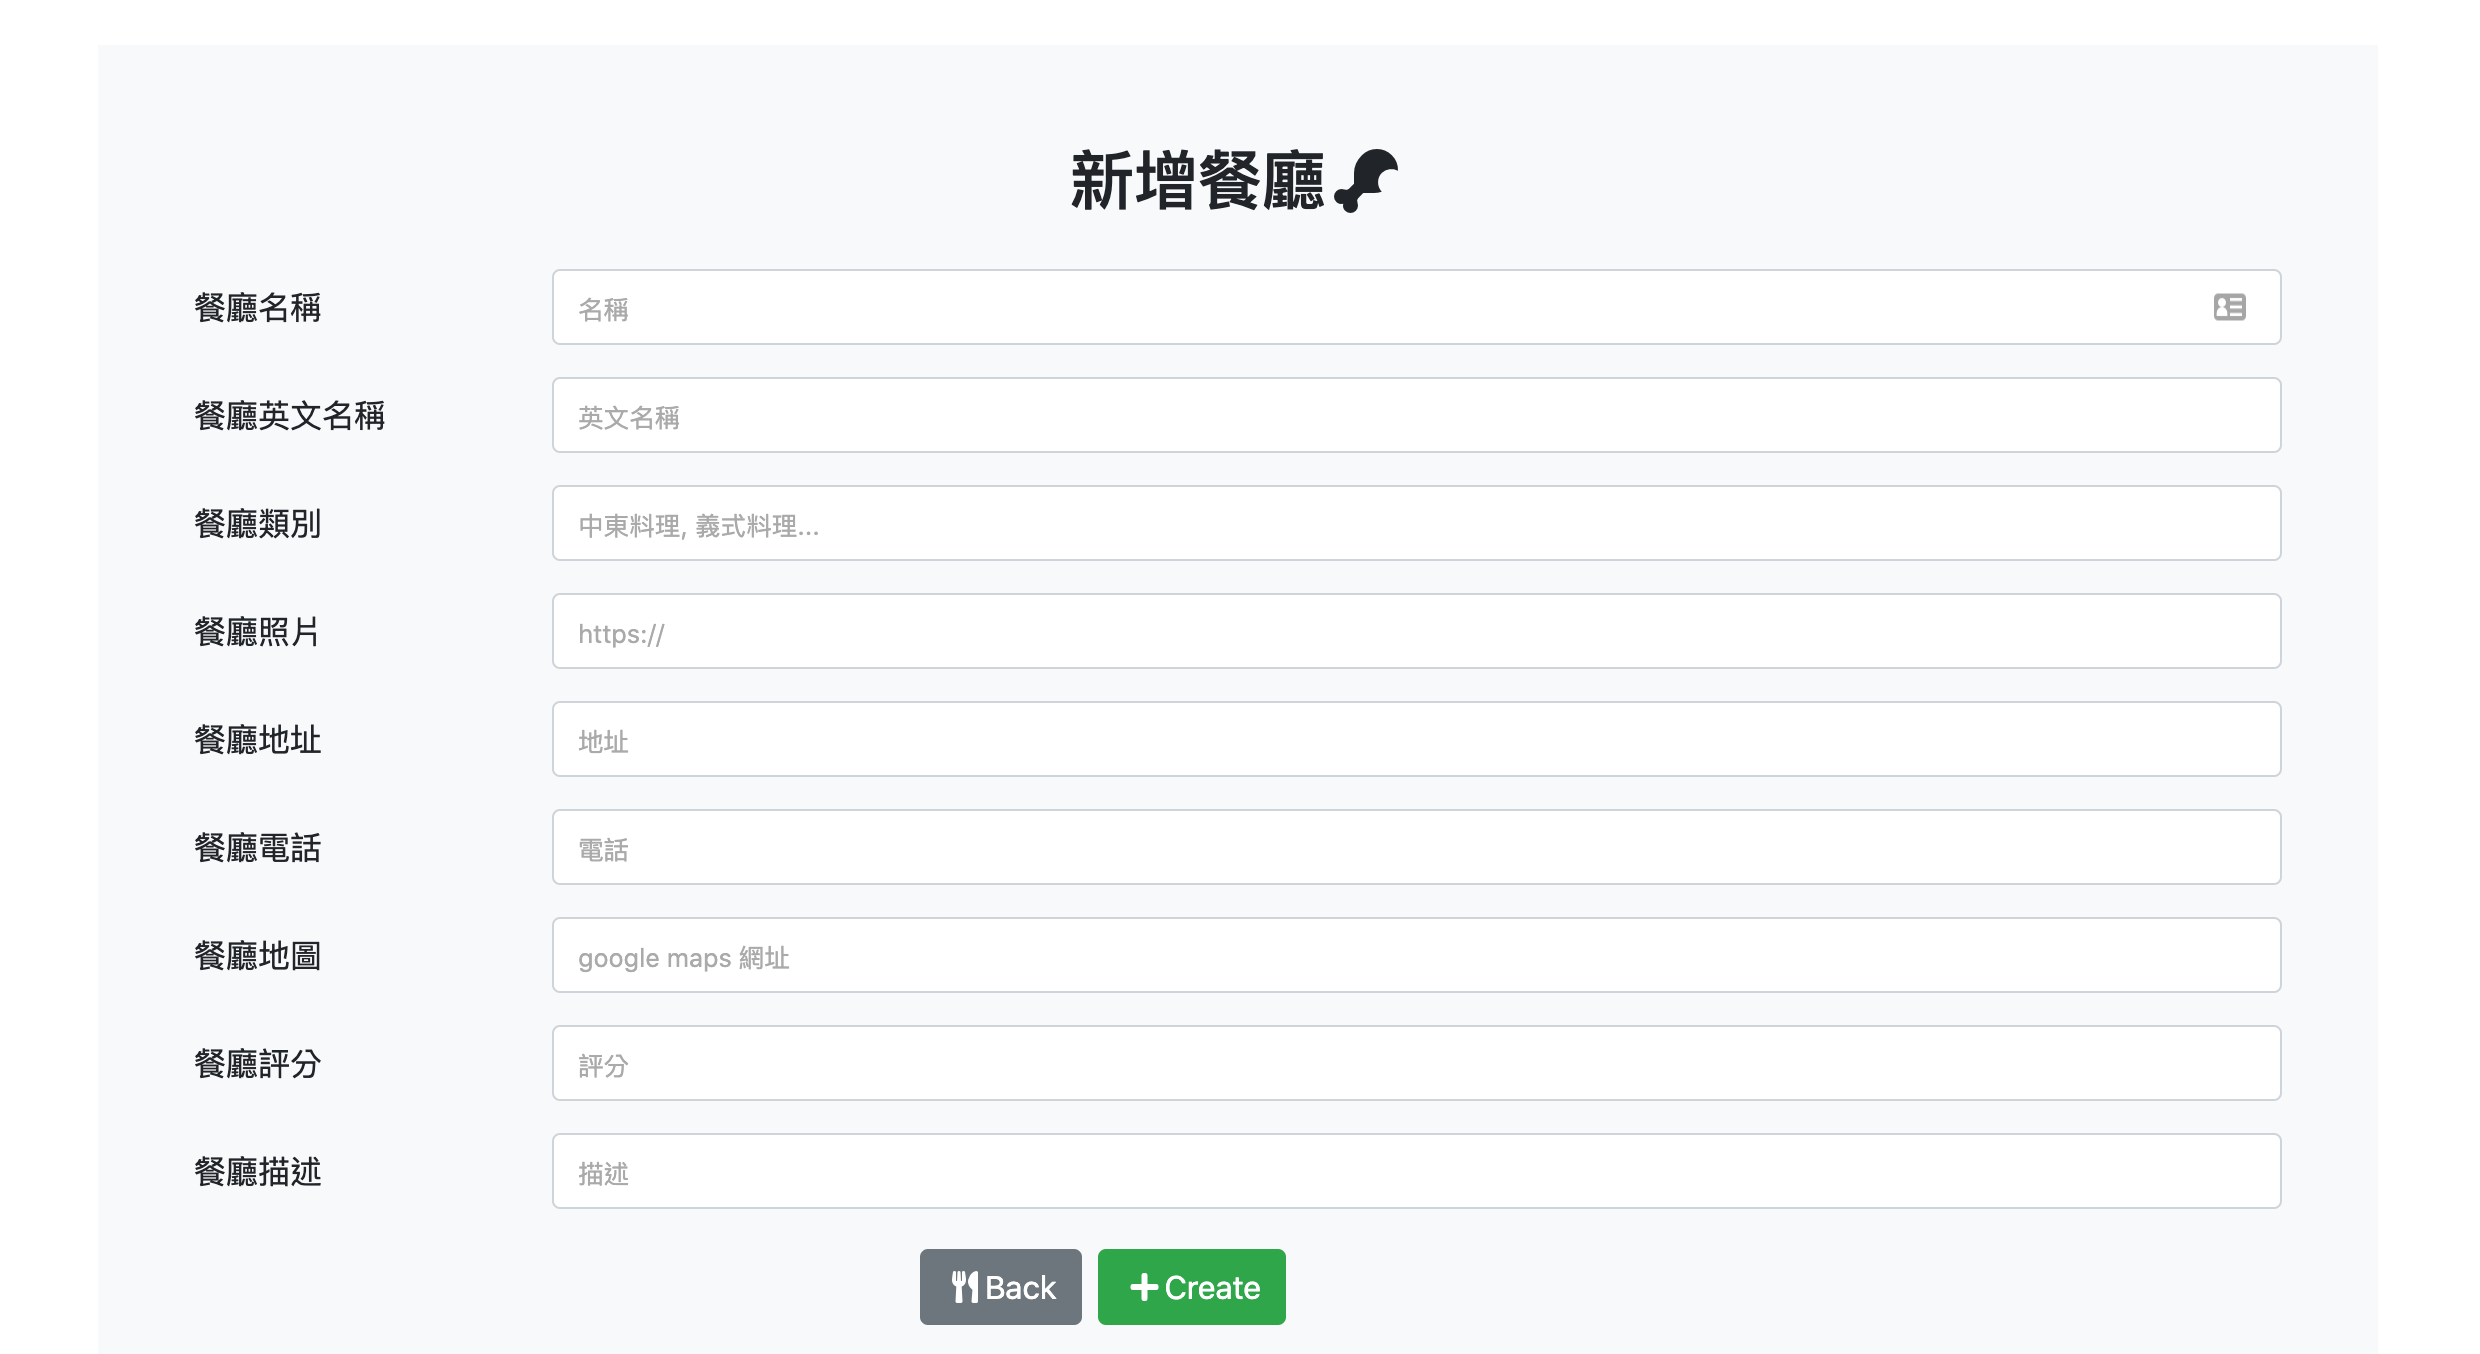 新增餐廳
餐廳名稱
名稱
餐廳英文名稱
英文名稱
餐廳類別
中東料理, 義式料理...
餐廳照片
https://
餐廳地址
地址
餐廳電話
電話
餐廳地圖
google maps 網址
餐廳評分
評分
餐廳描述
描述
Back
Create